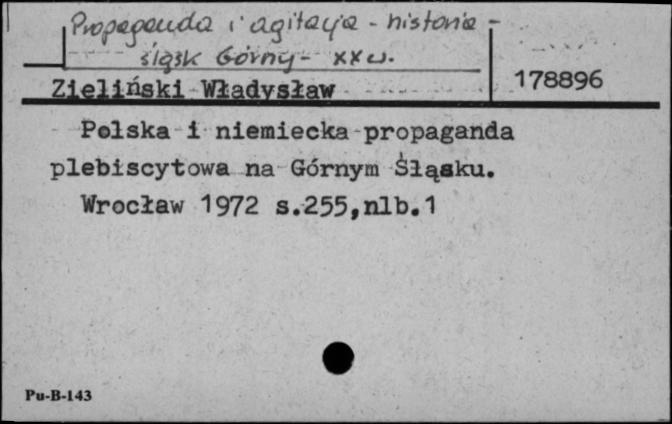 Propaganda i agitacja - historia -
śląsk Górny - XX w.
Zieliński Władysław
178896
Polska i niemiecka propaganda
plebiscytowa na Górnym Śląsku.
Wrocław 1972 s.255,nlb.1
Pu-B-143